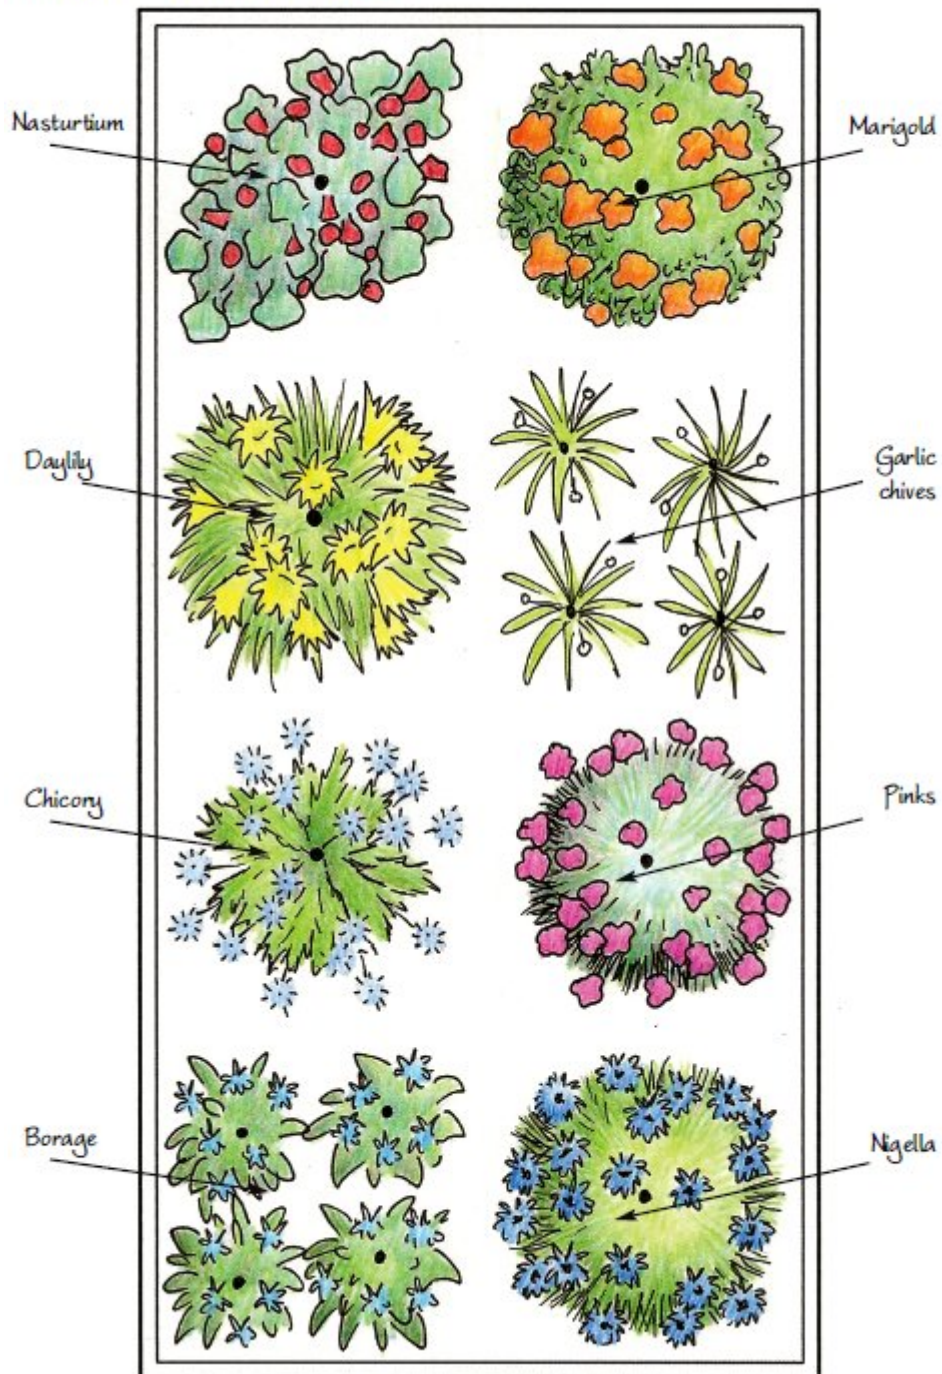 Nasturtium
Marigold
Daylily
Garlic
chives
Chicory
Pinks
Borage
Nigella